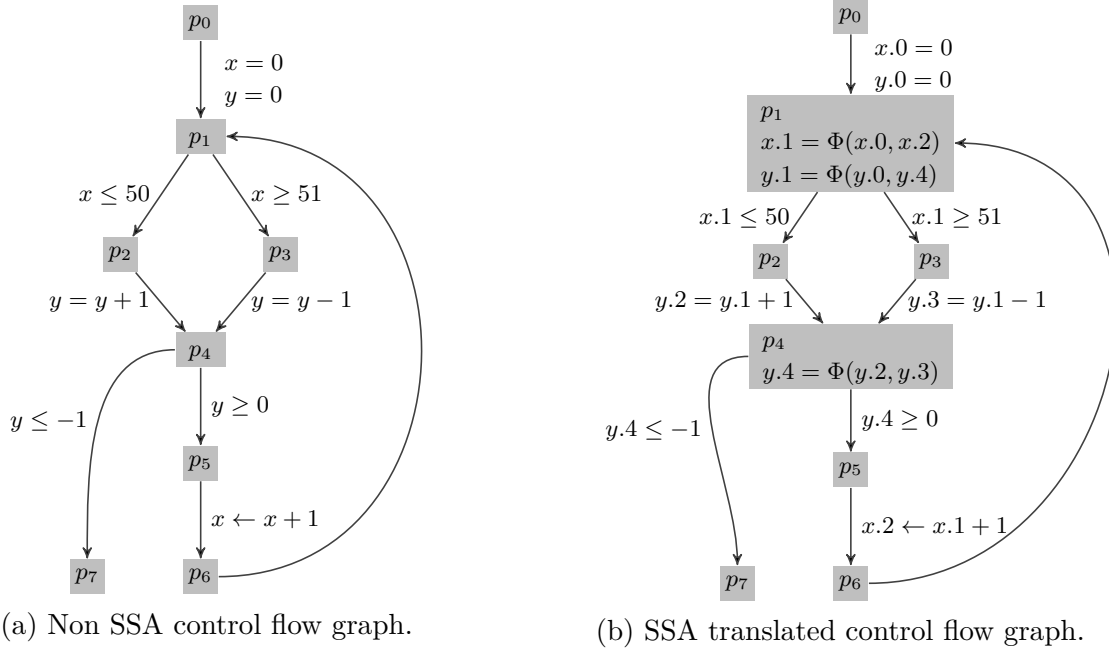 p₀
x = 0
y = 0
p₁
x ≤ 50
x ≥ 51
p₂
p₃
y = y + 1
y = y − 1
p₄
y ≤ −1
y ≥ 0
p₅
x ← x + 1
p₇
p₆
(a) Non SSA control flow graph.
p₀
x.0 = 0
y.0 = 0
p₁
x.1 = Φ(x.0, x.2)
y.1 = Φ(y.0, y.4)
x.1 ≤ 50
x.1 ≥ 51
p₂
p₃
y.2 = y.1 + 1
y.3 = y.1 − 1
p₄
y.4 = Φ(y.2, y.3)
y.4 ≤ −1
y.4 ≥ 0
p₅
x.2 ← x.1 + 1
p₇
p₆
(b) SSA translated control flow graph.